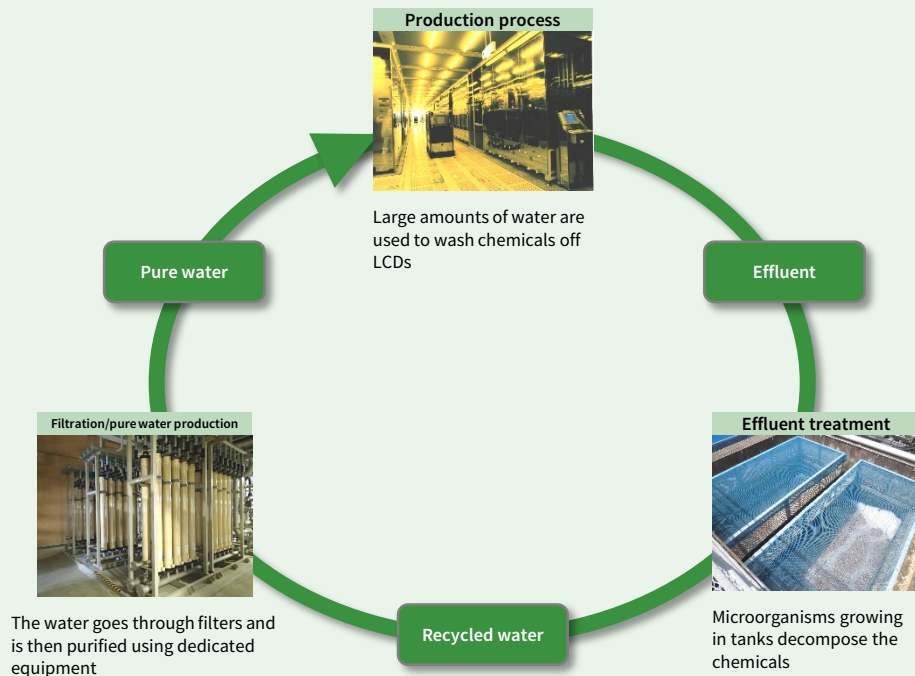 Production process
Large amounts of water are
used to wash chemicals off
LCDs
Pure water
Effluent
Filtration/pure water production
Effluent treatment
The water goes through filters and
is then purified using dedicated
equipment
Recycled water
Microorganisms growing
in tanks decompose the
chemicals